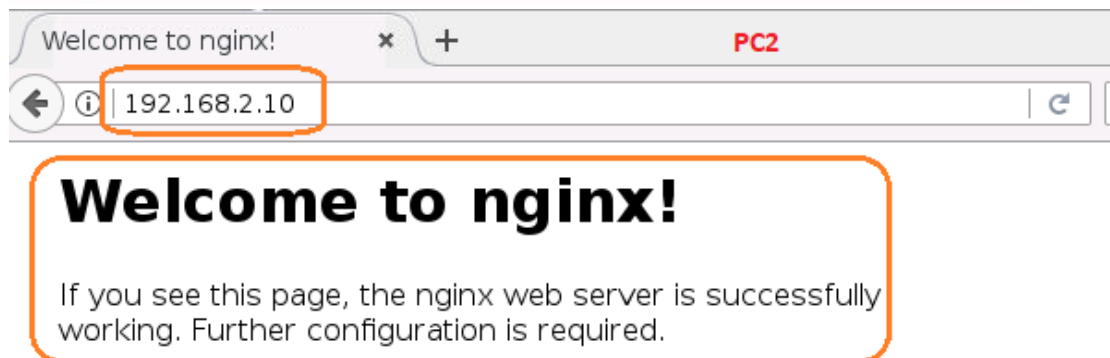 Welcome to nginx! × + PC2
192.168.2.10
Welcome to nginx!
If you see this page, the nginx web server is successfully
working. Further configuration is required.